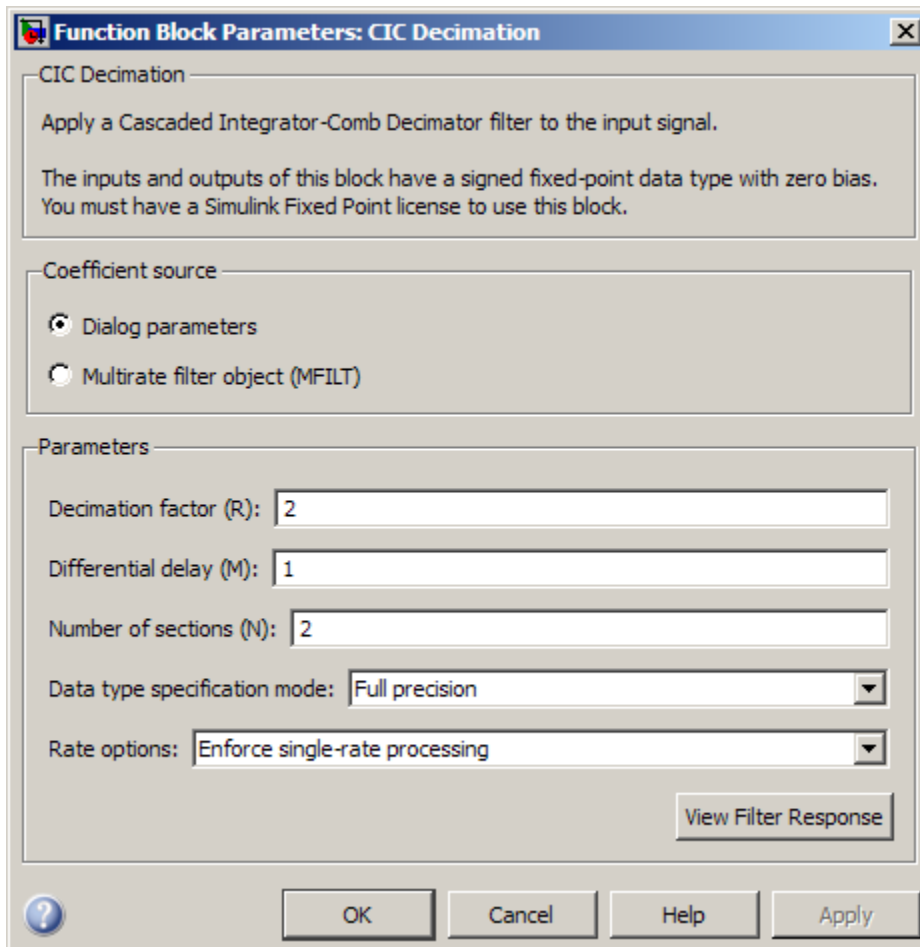 Function Block Parameters: CIC Decimation
CIC Decimation
Apply a Cascaded Integrator-Comb Decimator filter to the input signal.
The inputs and outputs of this block have a signed fixed-point data type with zero bias.
You must have a Simulink Fixed Point license to use this block.
Coefficient source
Dialog parameters
Multirate filter object (MFILT)
Parameters
Decimation factor (R): 2
Differential delay (M): 1
Number of sections (N): 2
Data type specification mode: Full precision
Rate options: Enforce single-rate processing
View Filter Response
? OK Cancel Help Apply